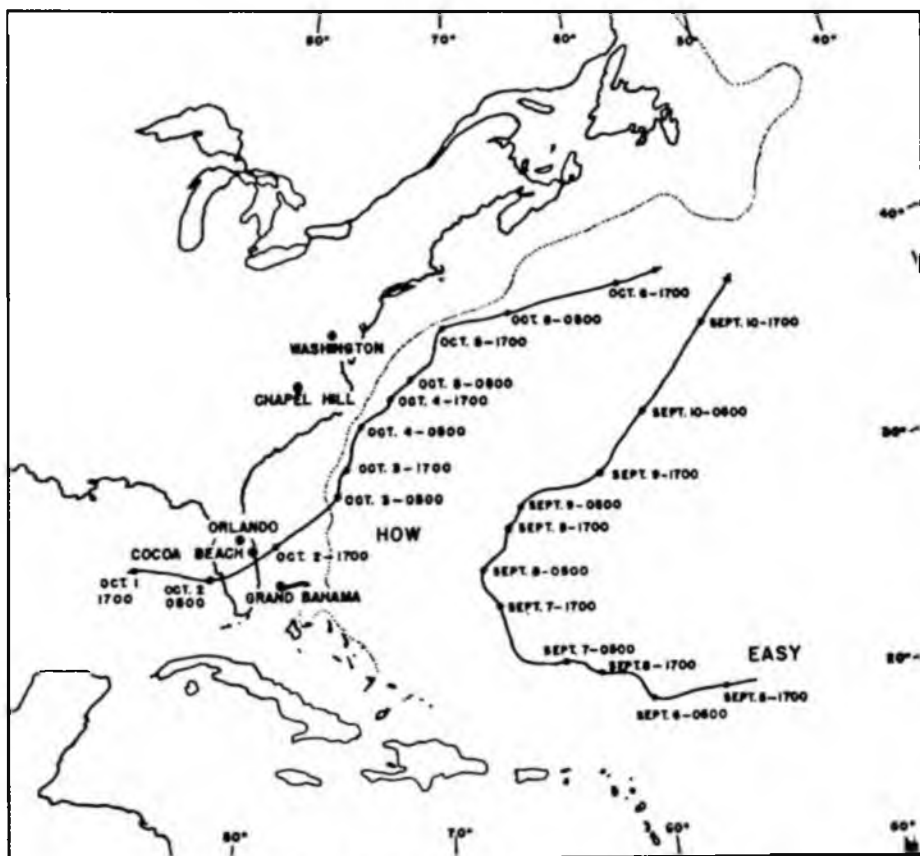 80° 70° 60° 50° 40°
40°
OCT. 6-1700
OCT. 6-0500
SEPT. 10-1700
OCT. 5-1700
WASHINGTON
OCT. 5-0500
CHAPEL HILL
OCT. 4-1700
SEPT. 10-0500
OCT. 4-0500
30°
OCT. 3-1700
SEPT. 9-1700
OCT. 3-0500
SEPT. 9-0500
ORLANDO
HOW
SEPT. 8-1700
COCOA BEACH
OCT. 2-1700
SEPT. 8-0500
OCT. 1
1700
OCT. 2
0500
GRAND BAHAMA
SEPT. 7-1700
SEPT. 7-0500
EASY
20°
SEPT. 6-1700
SEPT. 5-1700
SEPT. 6-0500
80° 70° 60°